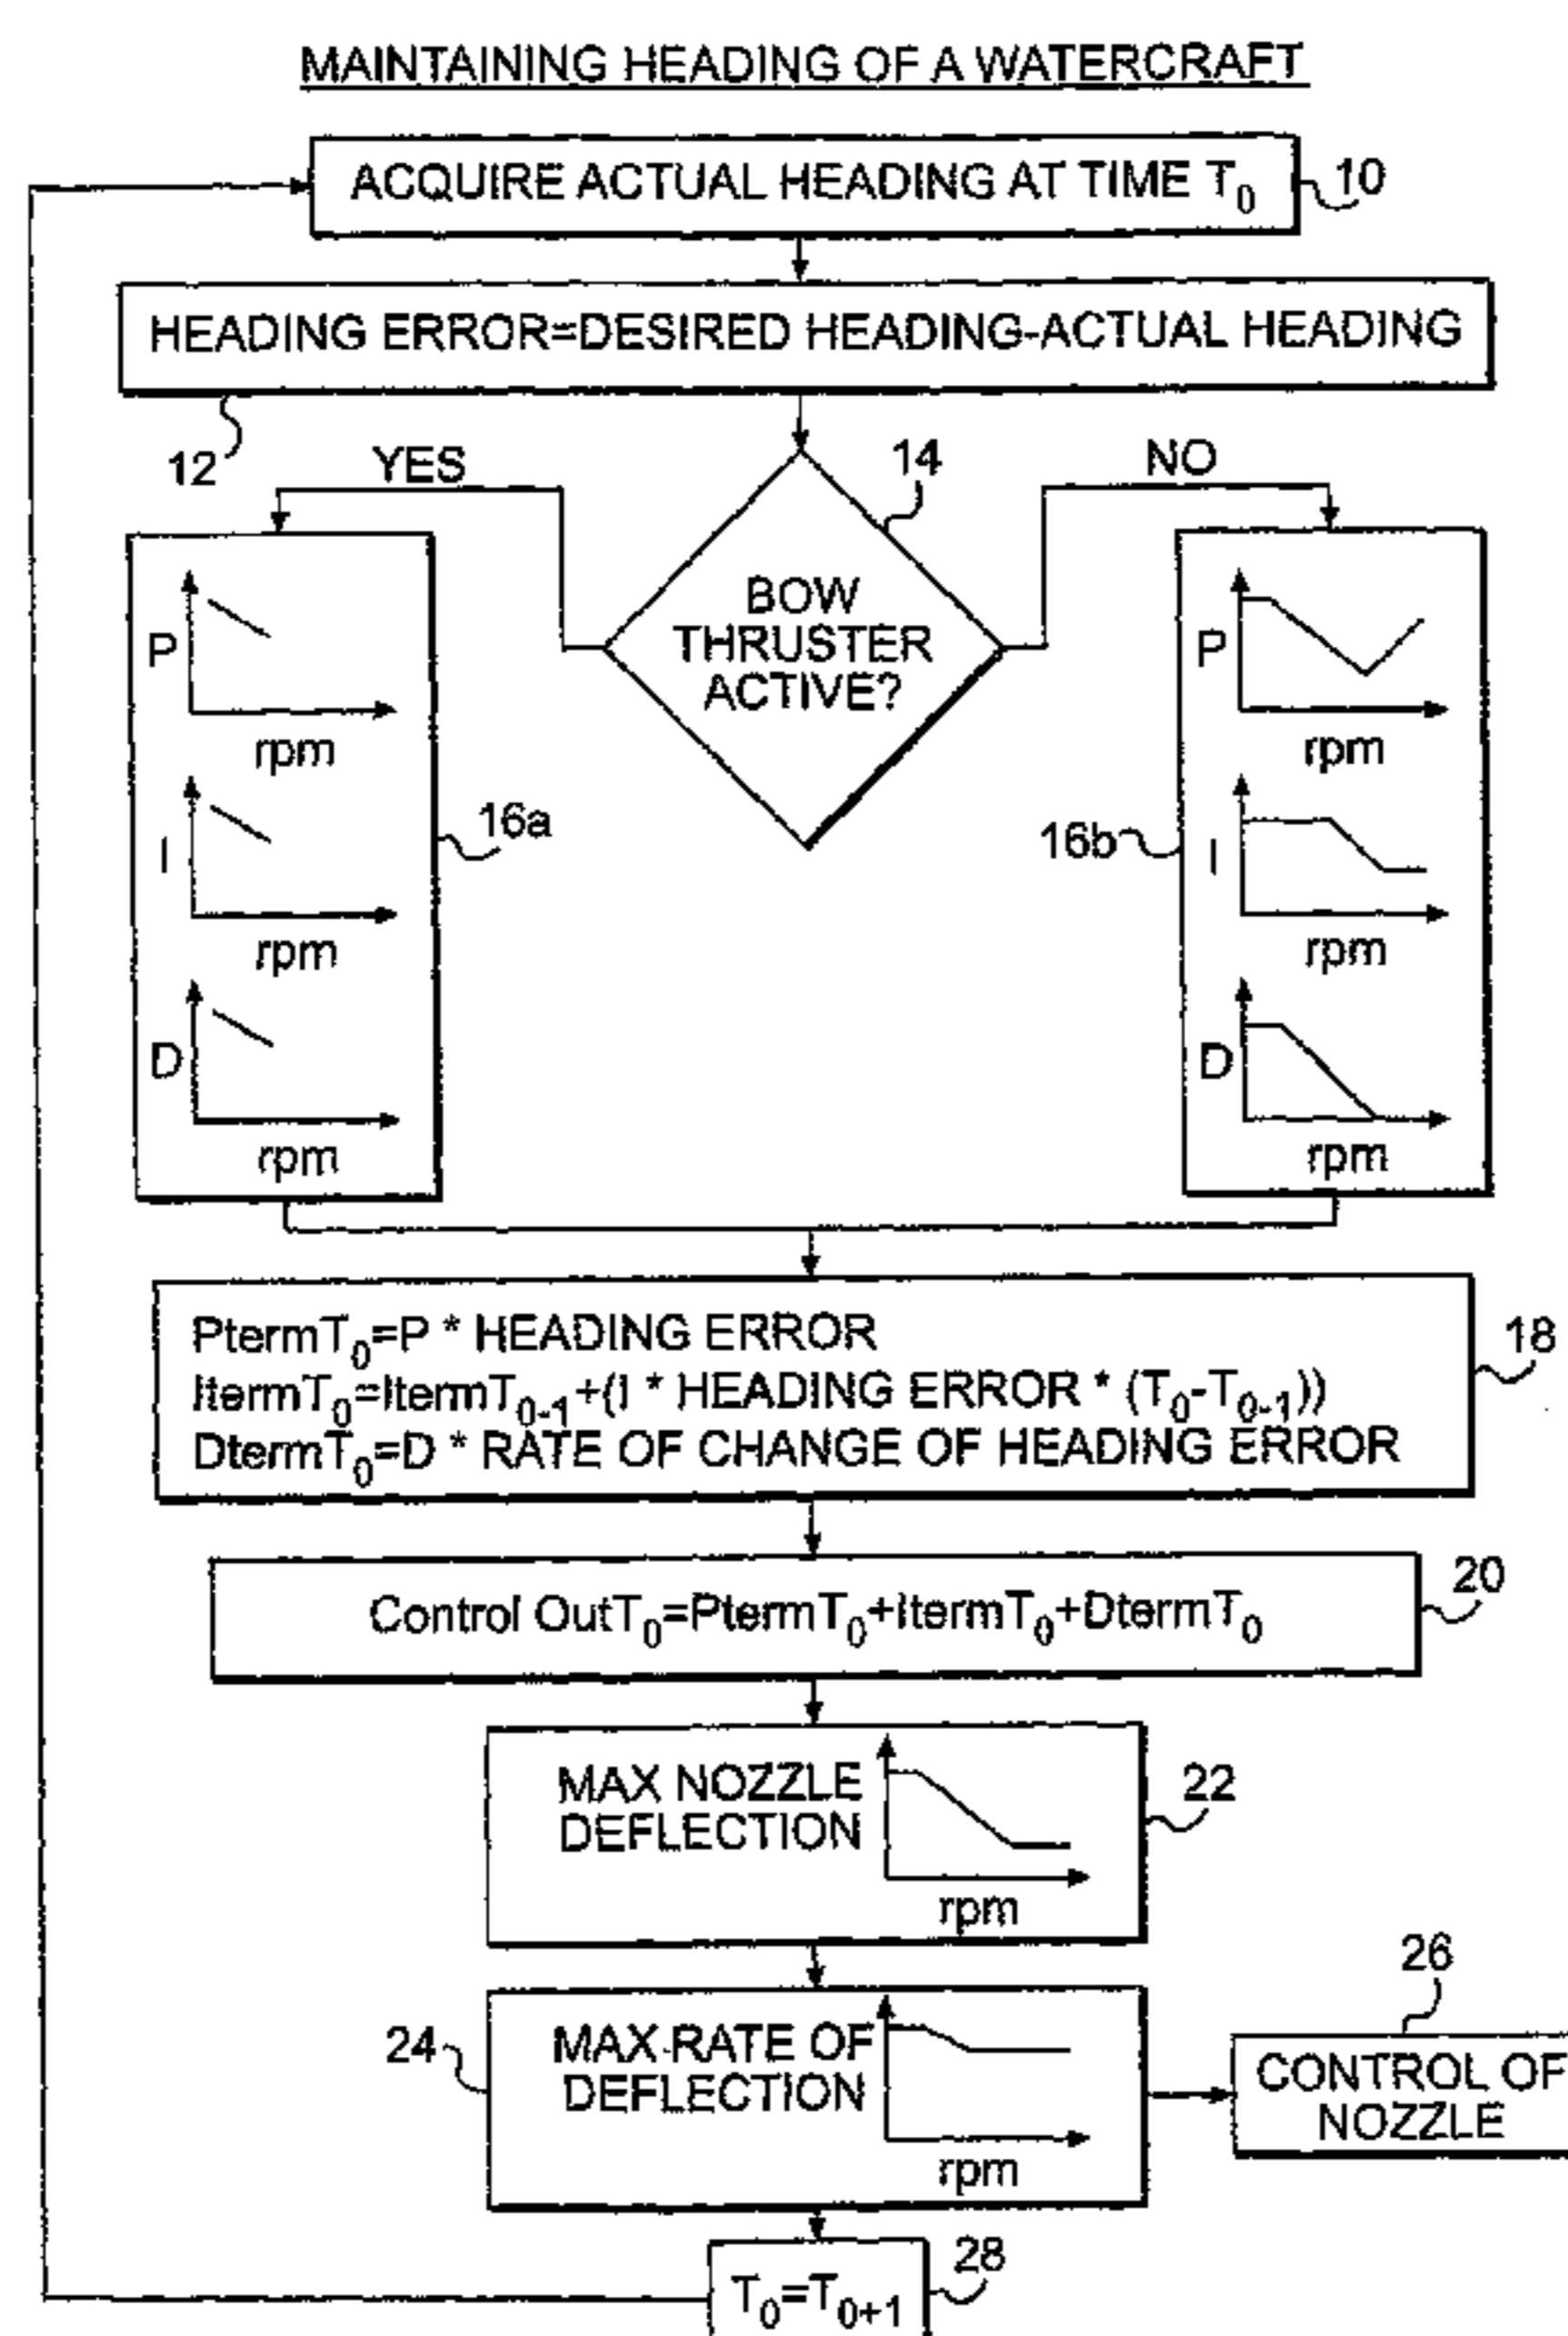 MAINTAINING HEADING OF A WATERCRAFT
ACQUIRE ACTUAL HEADING AT TIME T₀
10
HEADING ERROR=DESIRED HEADING-ACTUAL HEADING
12
YES
14
NO
BOW
THRUSTER
ACTIVE?
P
rpm
I
rpm
D
rpm
16a
P
rpm
I
rpm
D
rpm
16b
PtermT₀=P * HEADING ERROR
ItermT₀=ItermT₀₋₁+(I * HEADING ERROR * (T₀-T₀₋₁))
DtermT₀=D * RATE OF CHANGE OF HEADING ERROR
18
Control OutT₀=PtermT₀+ItermT₀+DtermT₀
20
MAX NOZZLE
DEFLECTION
rpm
22
24
MAX RATE OF
DEFLECTION
rpm
26
CONTROL OF
NOZZLE
T₀=T₀₊₁
28